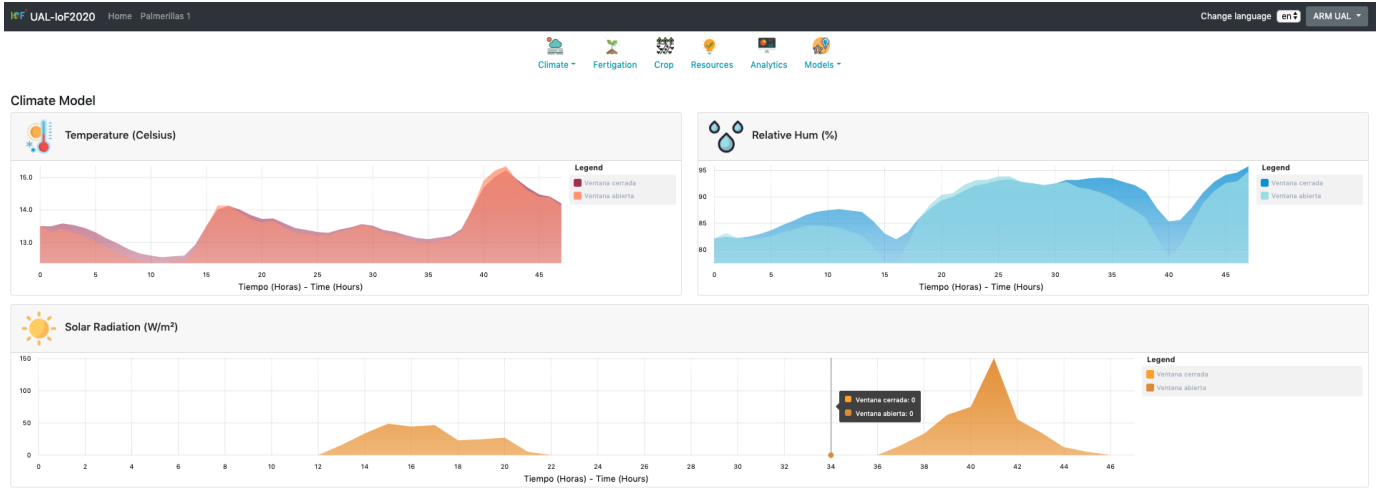 IoF UAL-IoF2020 Home Palmerillas 1 Change language en ARM UAL
Climate Fertigation Crop Resources Analytics Models
Climate Model
Temperature (Celsius)
Legend
Ventana cerrada
Ventana abierta
15.0
14.0
13.0
0 5 10 15 20 25 30 35 40 45
Tiempo (Horas) - Time (Hours)
Relative Hum (%)
Legend
Ventana cerrada
Ventana abierta
95
90
85
80
0 5 10 15 20 25 30 35 40 45
Tiempo (Horas) - Time (Hours)
Solar Radiation (W/m²)
Legend
Ventana cerrada
Ventana abierta
150
100
50
0
Ventana cerrada: 0
Ventana abierta: 0
0 2 4 6 8 10 12 14 16 18 20 22 24 26 28 30 32 34 36 38 40 42 44 46
Tiempo (Horas) - Time (Hours)